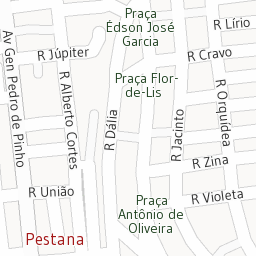 Praça
Édson José
Garcia
R Lírio
R Júpiter
R Cravo
Av Gen Pedro de Pinho
R Alberto Cortes
Praça Flor-
de-Lis
R Dália
R Orquídea
R Jacinto
R Zina
R União
R Violeta
Praça
Antônio de
Oliveira
Pestana